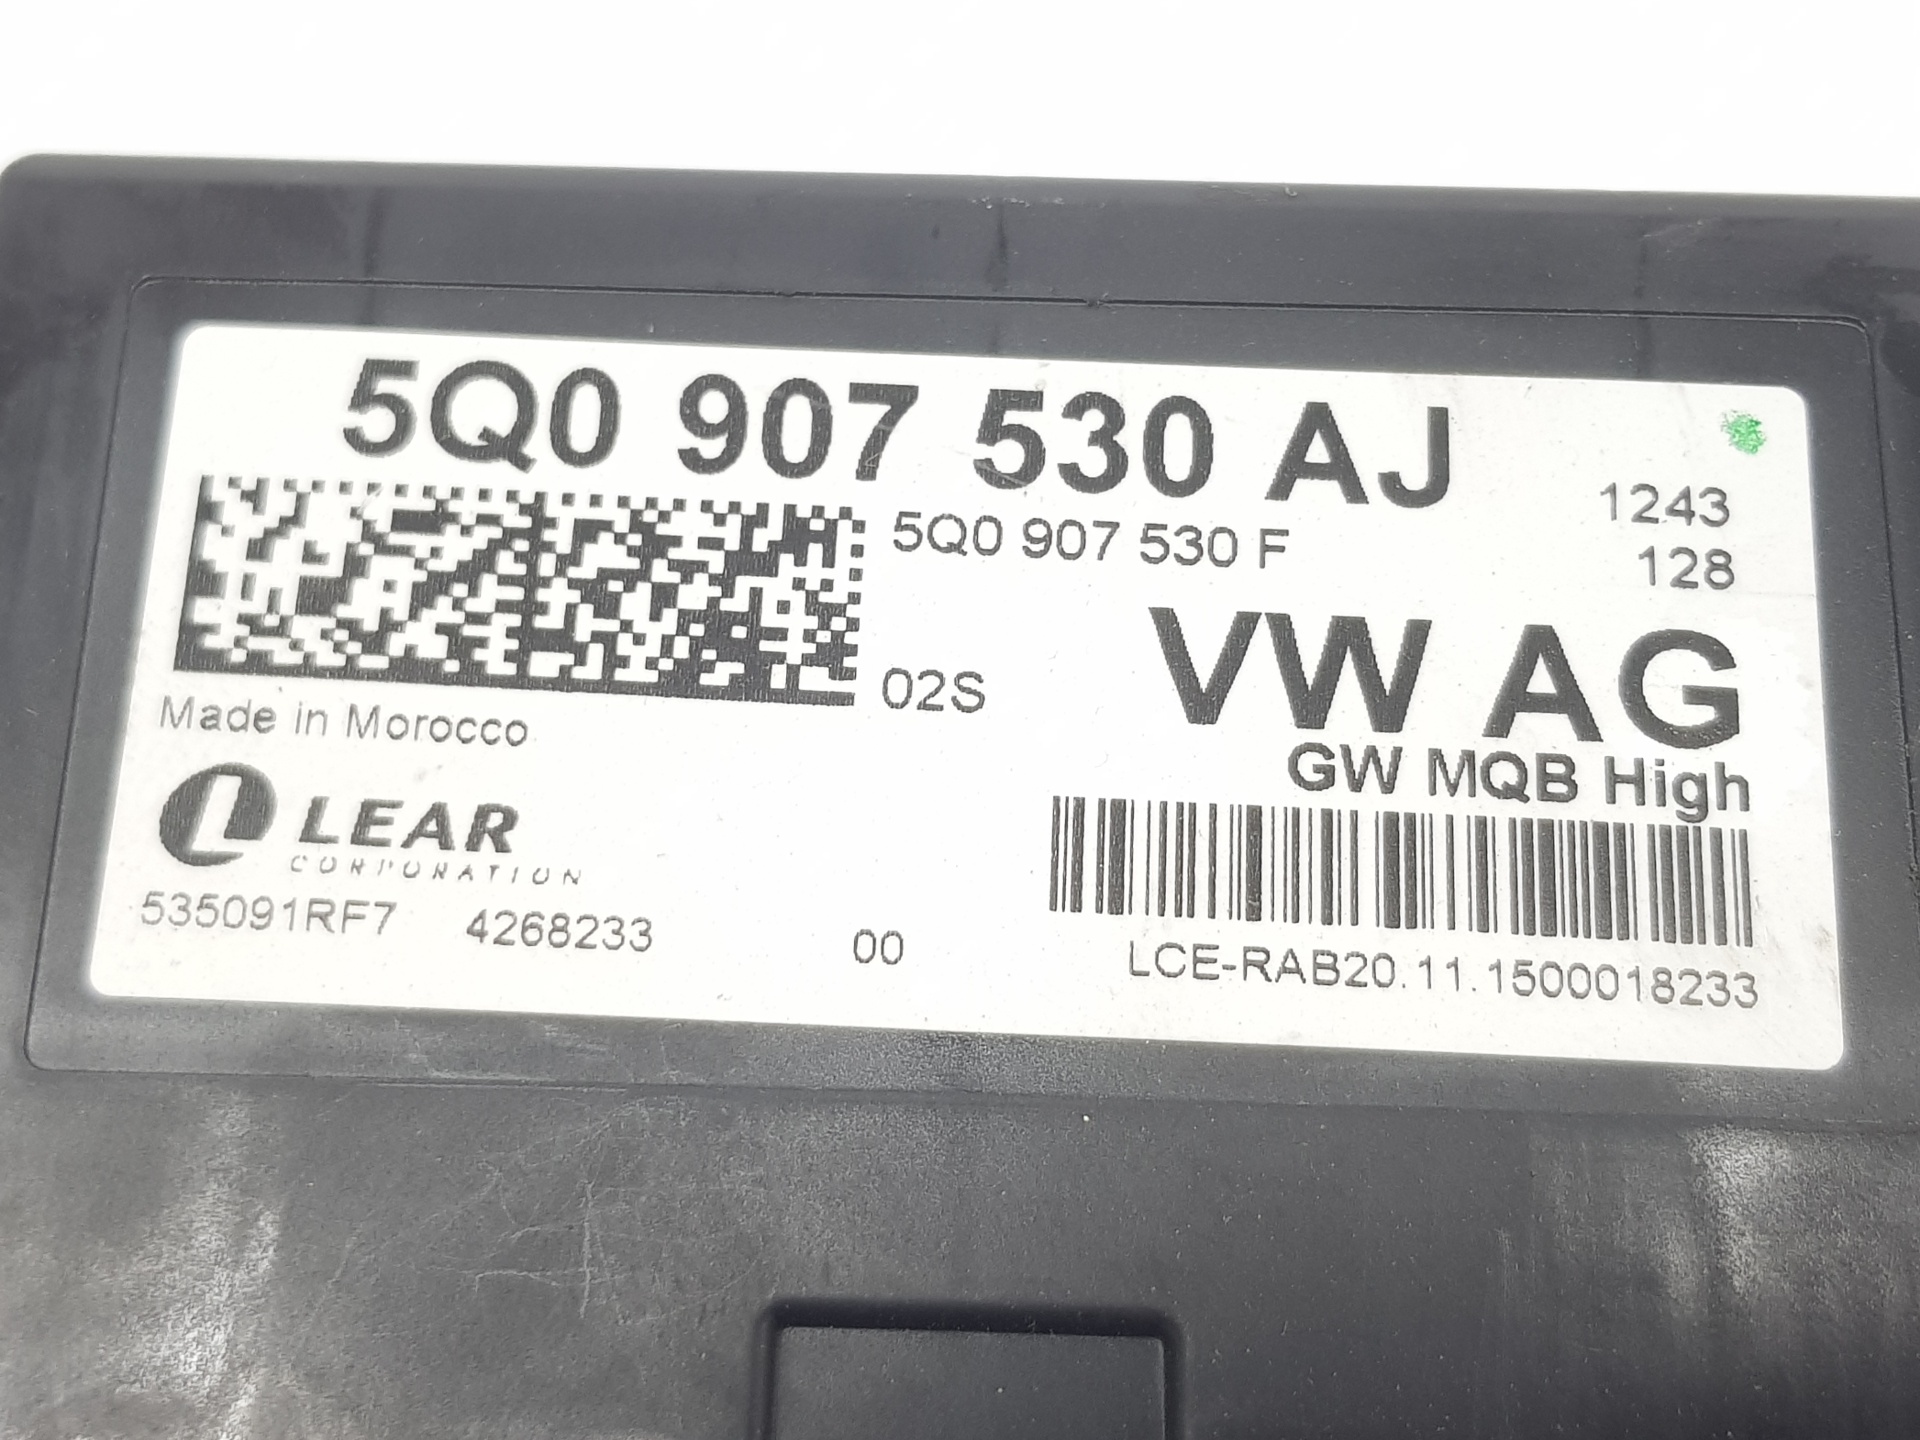 5Q0 907 530 AJ
5Q0 907 530 F
1243
128
02S
VW AG
GW MQB High
Made in Morocco
LEAR
CORPORATION
535091RF7 4268233 00
LCE-RAB20.11.1500018233